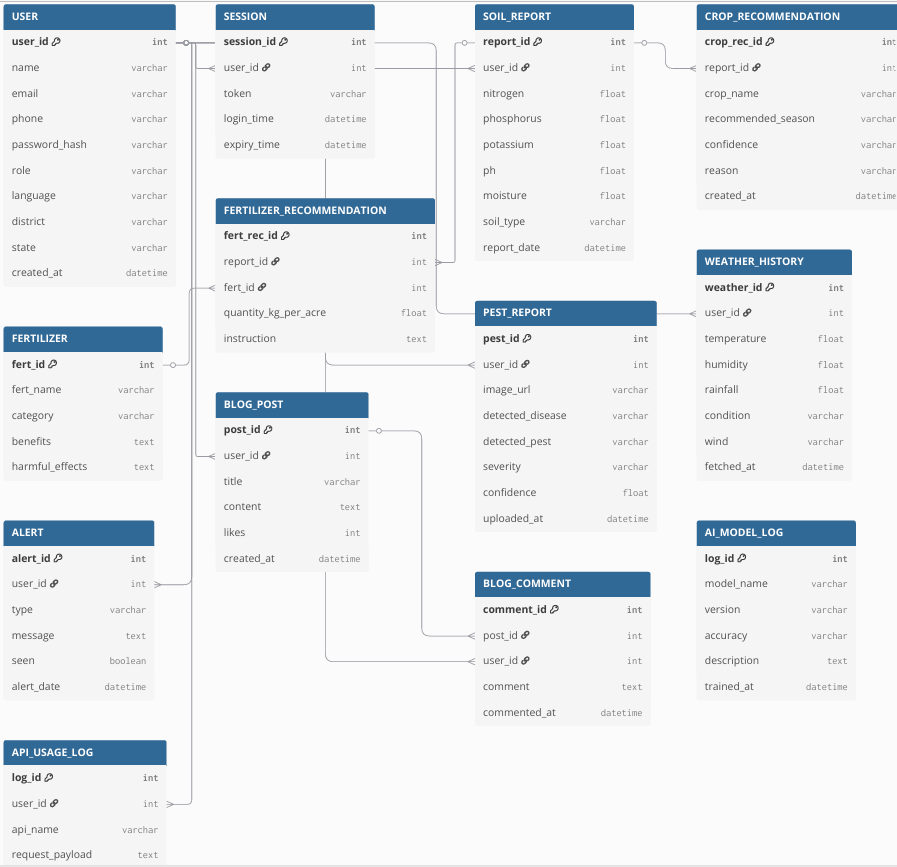 USER
user_id int
name varchar
email varchar
phone varchar
password_hash varchar
role varchar
language varchar
district varchar
state varchar
created_at datetime
SESSION
session_id int
user_id int
token varchar
login_time datetime
expiry_time datetime
SOIL_REPORT
report_id int
user_id int
nitrogen float
phosphorus float
potassium float
ph float
moisture float
soil_type varchar
report_date datetime
CROP_RECOMMENDATION
crop_rec_id int
report_id int
crop_name varchar
recommended_season varchar
confidence varchar
reason varchar
created_at datetime
FERTILIZER_RECOMMENDATION
fert_rec_id int
report_id int
fert_id int
quantity_kg_per_acre float
instruction text
WEATHER_HISTORY
weather_id int
user_id int
temperature float
humidity float
rainfall float
condition varchar
wind varchar
fetched_at datetime
FERTILIZER
fert_id int
fert_name varchar
category varchar
benefits text
harmful_effects text
PEST_REPORT
pest_id int
user_id int
image_url varchar
detected_disease varchar
detected_pest varchar
severity varchar
confidence float
uploaded_at datetime
BLOG_POST
post_id int
user_id int
title varchar
content text
likes int
created_at datetime
ALERT
alert_id int
user_id int
type varchar
message text
seen boolean
alert_date datetime
BLOG_COMMENT
comment_id int
post_id int
user_id int
comment text
commented_at datetime
AI_MODEL_LOG
log_id int
model_name varchar
version varchar
accuracy varchar
description text
trained_at datetime
API_USAGE_LOG
log_id int
user_id int
api_name varchar
request_payload text